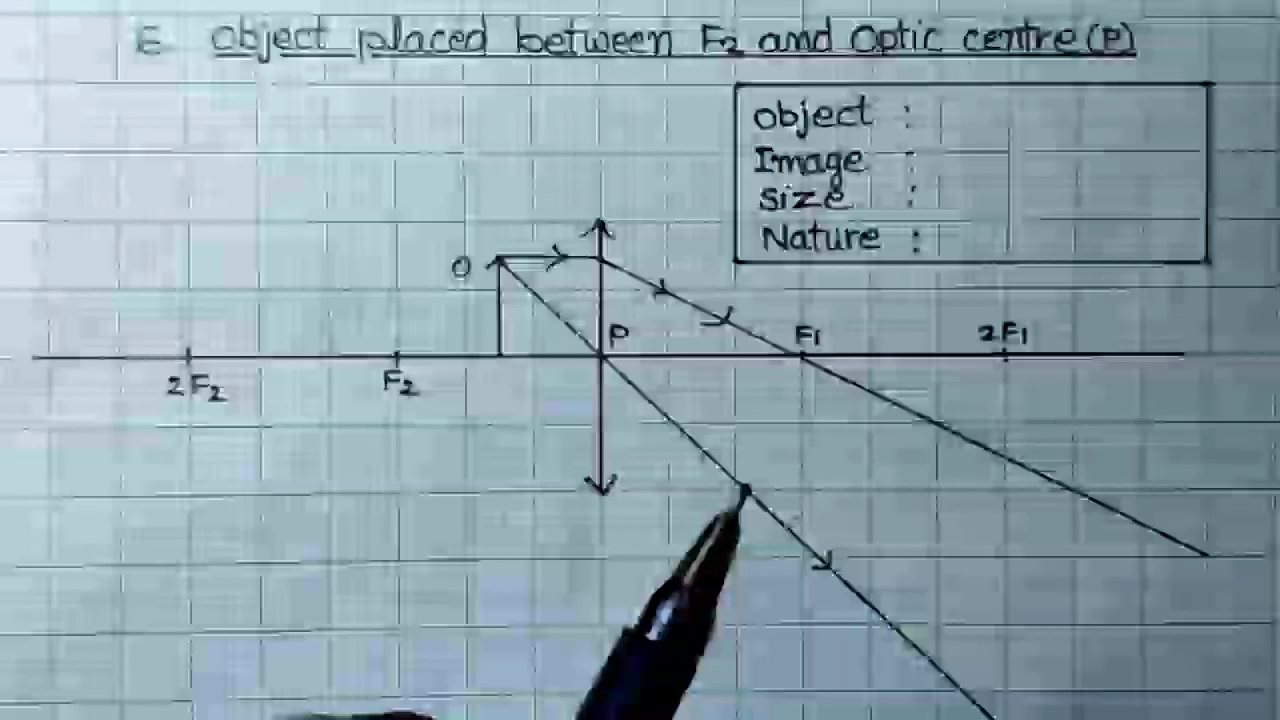 E object placed between F2 and Optic centre (P)
object :
Image :
size :
Nature :
O
P
F1
2F1
2F2
F2